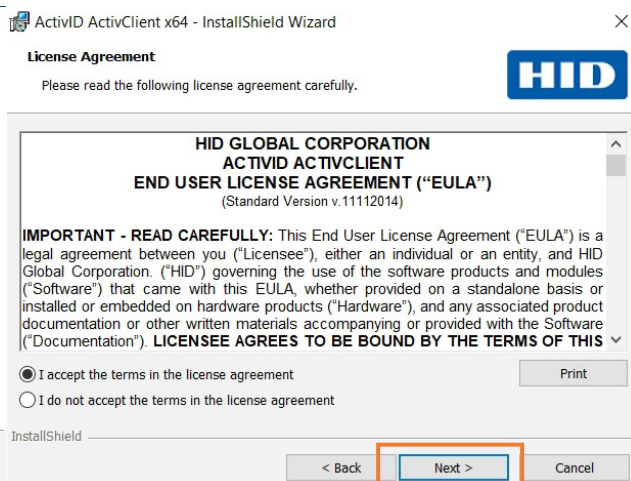 ActivID ActivClient x64 - InstallShield Wizard
License Agreement
Please read the following license agreement carefully.
HID
HID GLOBAL CORPORATION
ACTIVID ACTIVCLIENT
END USER LICENSE AGREEMENT (“EULA”)
(Standard Version v.11112014)
IMPORTANT - READ CAREFULLY: This End User License Agreement (“EULA”) is a
legal agreement between you (“Licensee”), either an individual or an entity, and HID
Global Corporation. (“HID”) governing the use of the software products and modules
(“Software”) that came with this EULA, whether provided on a standalone basis or
installed or embedded on hardware products (“Hardware”), and any associated product
documentation or other written materials accompanying or provided with the Software
(“Documentation”). LICENSEE AGREES TO BE BOUND BY THE TERMS OF THIS
I accept the terms in the license agreement
Print
I do not accept the terms in the license agreement
InstallShield
< Back
Next >
Cancel